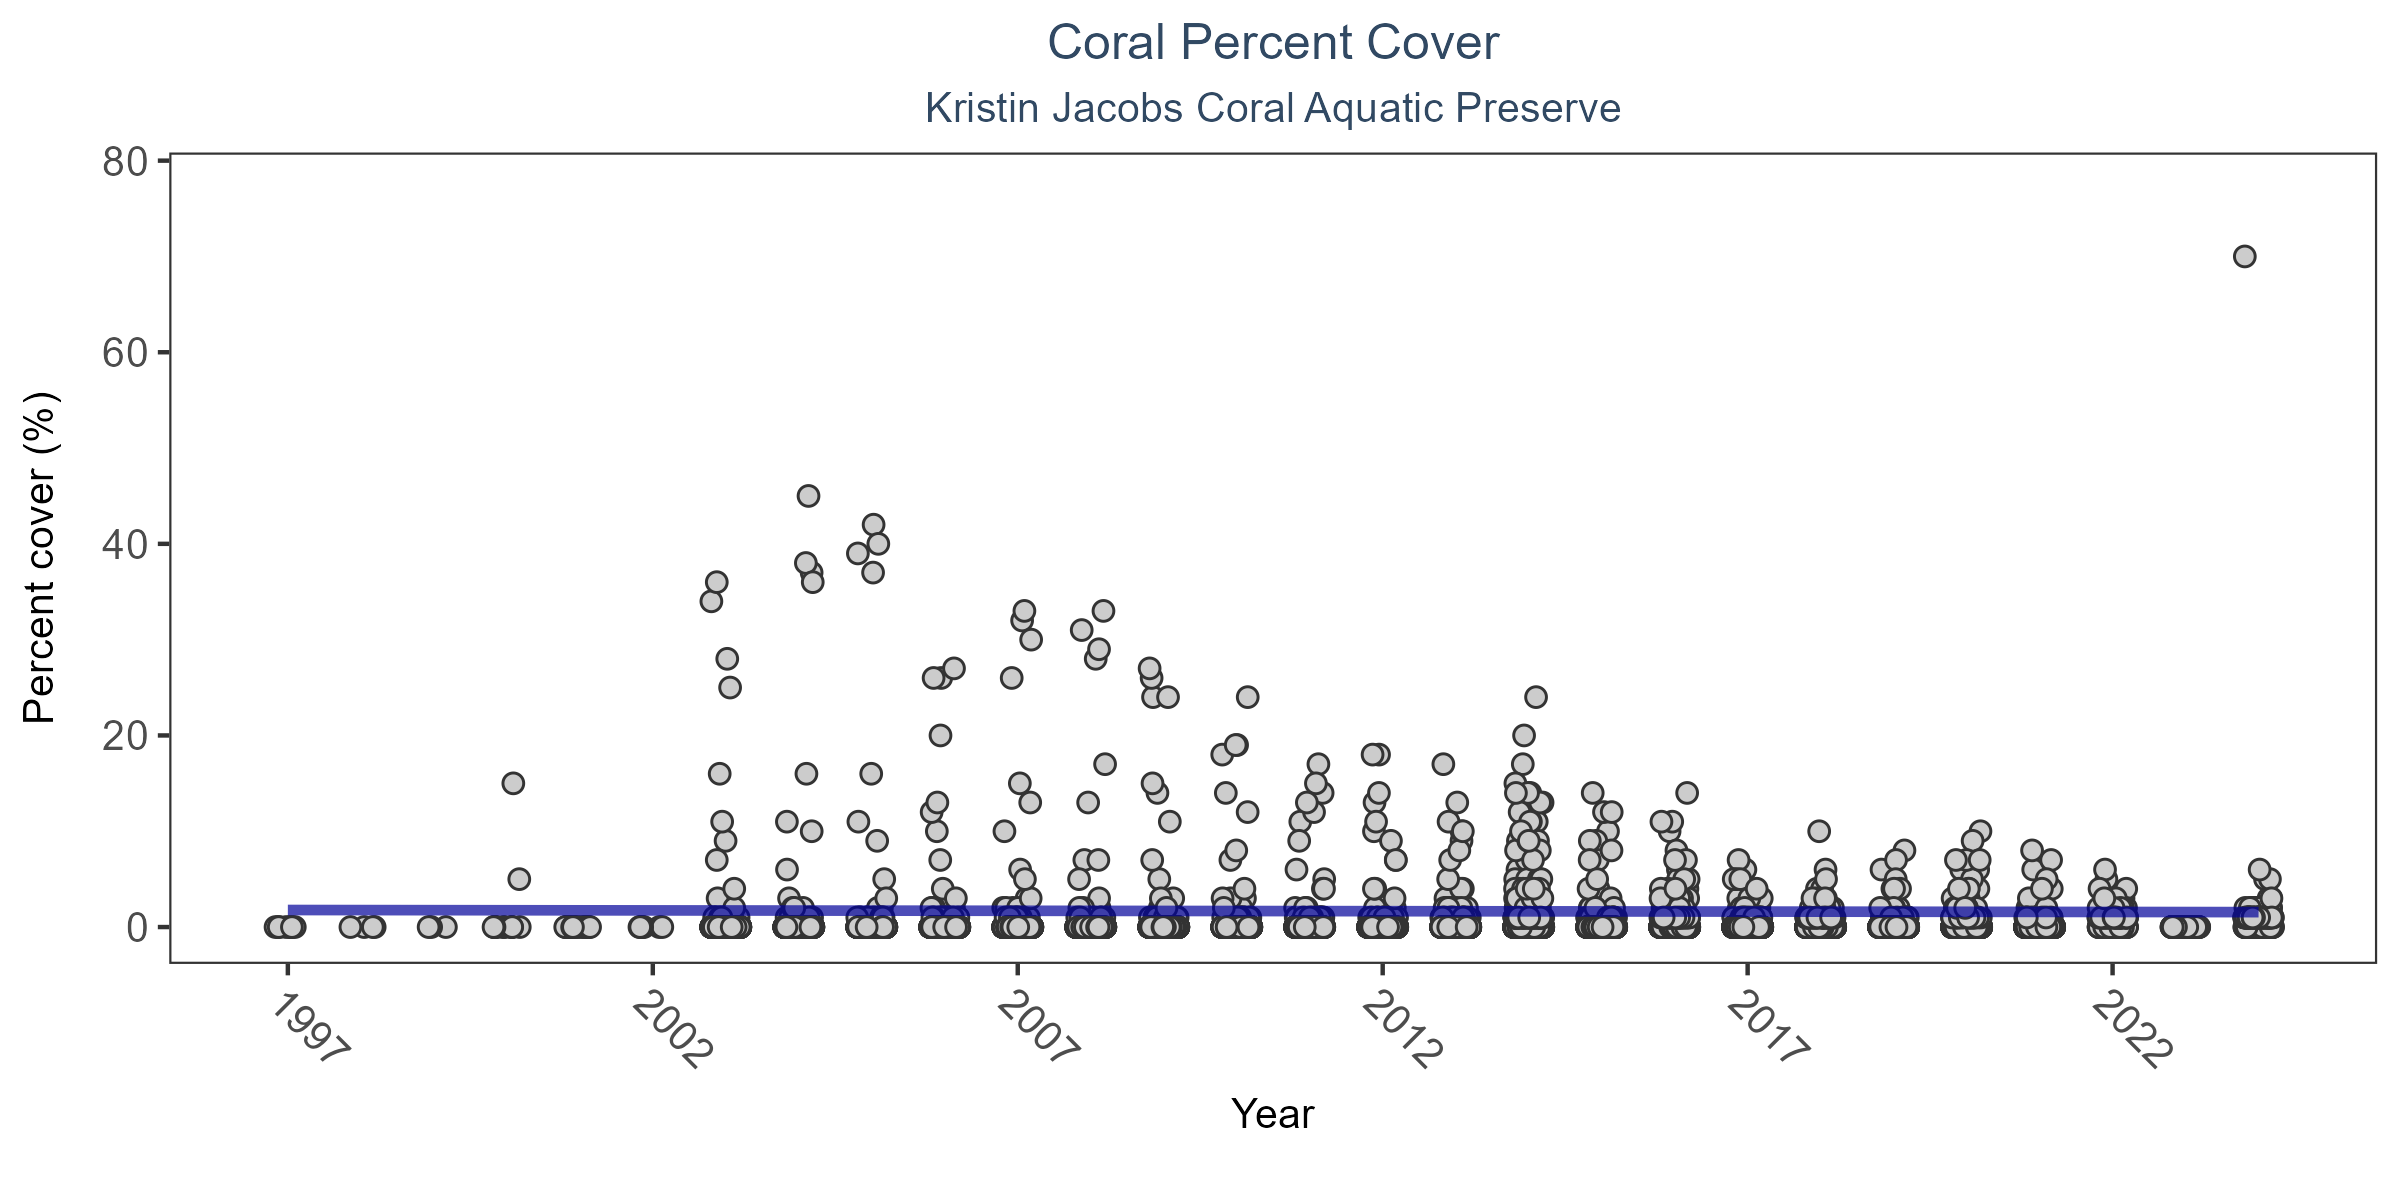 Coral Percent Cover
Kristin Jacobs Coral Aquatic Preserve
Percent cover (%)
80
60
40
20
0
1997
2002
2007
2012
2017
2022
Year